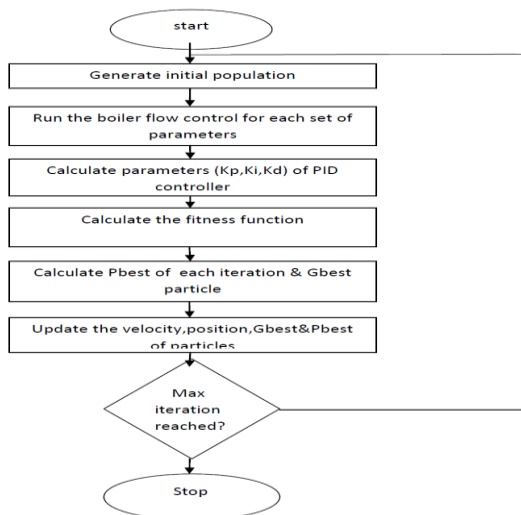 start
Generate initial population
Run the boiler flow control for each set of
parameters
Calculate parameters (Kp,Ki,Kd) of PID
controller
Calculate the fitness function
Calculate Pbest of each iteration & Gbest
particle
Update the velocity,position,Gbest&Pbest
of particles
Max
iteration
reached?
Stop